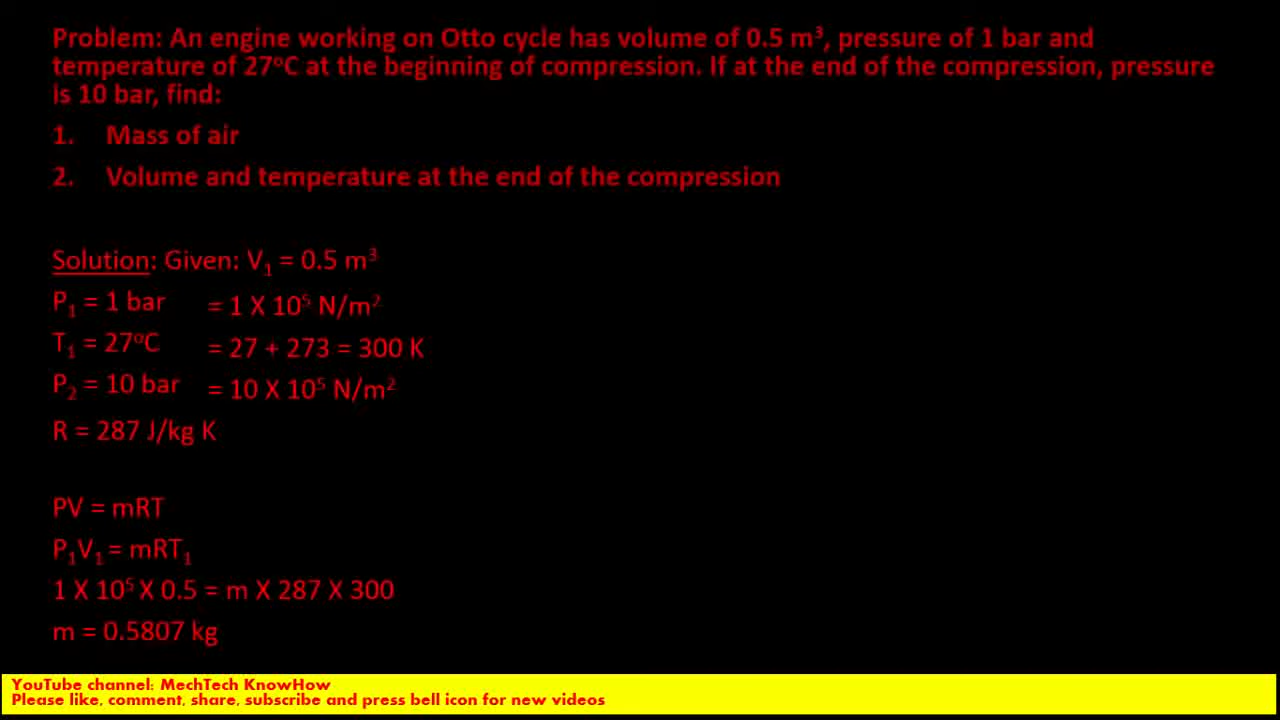 Problem: An engine working on Otto cycle has volume of 0.5 m³, pressure of 1 bar and
temperature of 27ᵒC at the beginning of compression. If at the end of the compression, pressure
is 10 bar, find:
1. Mass of air
2. Volume and temperature at the end of the compression
Solution: Given: V₁ = 0.5 m³
P₁ = 1 bar = 1 X 10⁵ N/m²
T₁ = 27ᵒC = 27 + 273 = 300 K
P₂ = 10 bar = 10 X 10⁵ N/m²
R = 287 J/kg K
PV = mRT
P₁V₁ = mRT₁
1 X 10⁵ X 0.5 = m X 287 X 300
m = 0.5807 kg
YouTube channel: MechTech KnowHow
Please like, comment, share, subscribe and press bell icon for new videos